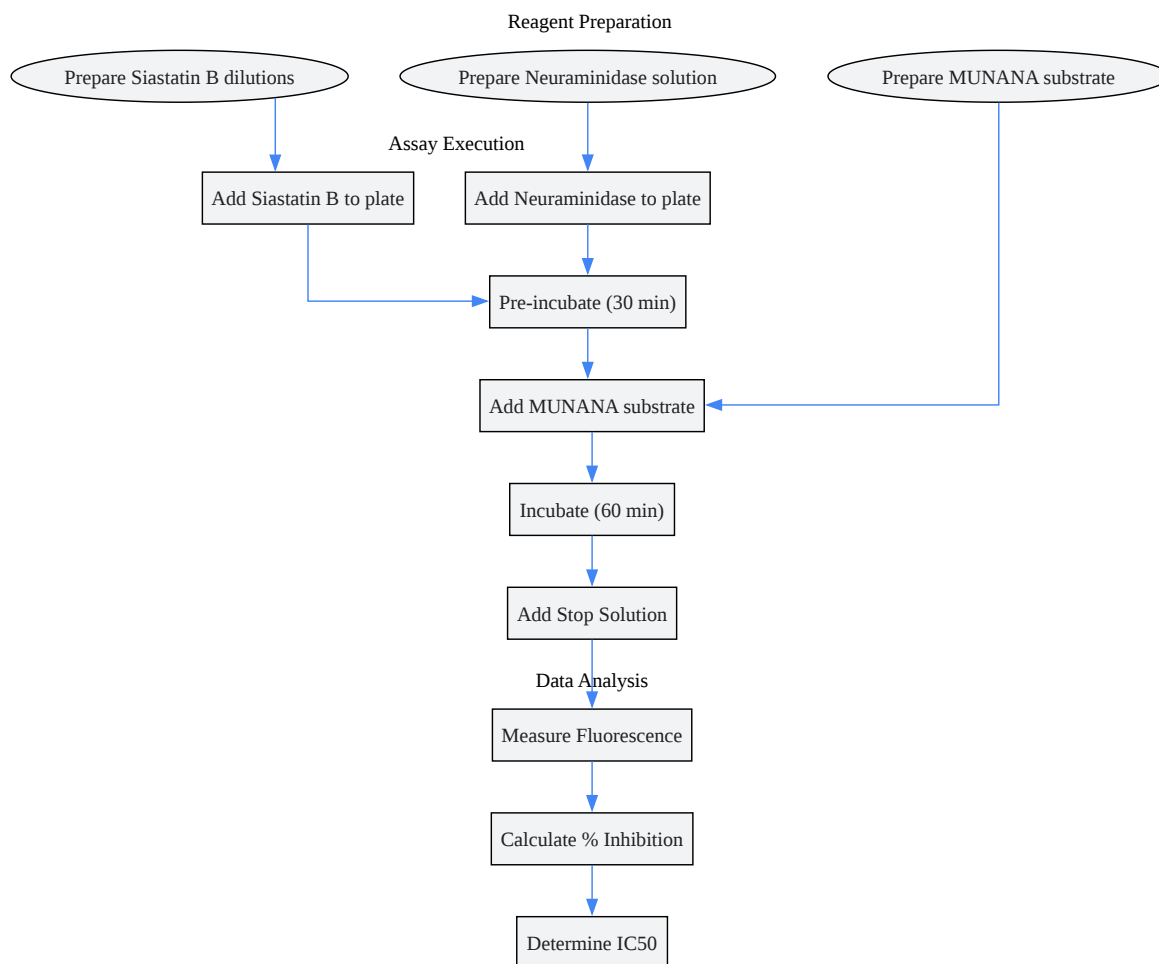 Reagent Preparation
Prepare Siastatin B dilutions
Prepare Neuraminidase solution
Prepare MUNANA substrate
Assay Execution
Add Siastatin B to plate
Add Neuraminidase to plate
Pre-incubate (30 min)
Add MUNANA substrate
Incubate (60 min)
Add Stop Solution
Data Analysis
Measure Fluorescence
Calculate % Inhibition
Determine IC50